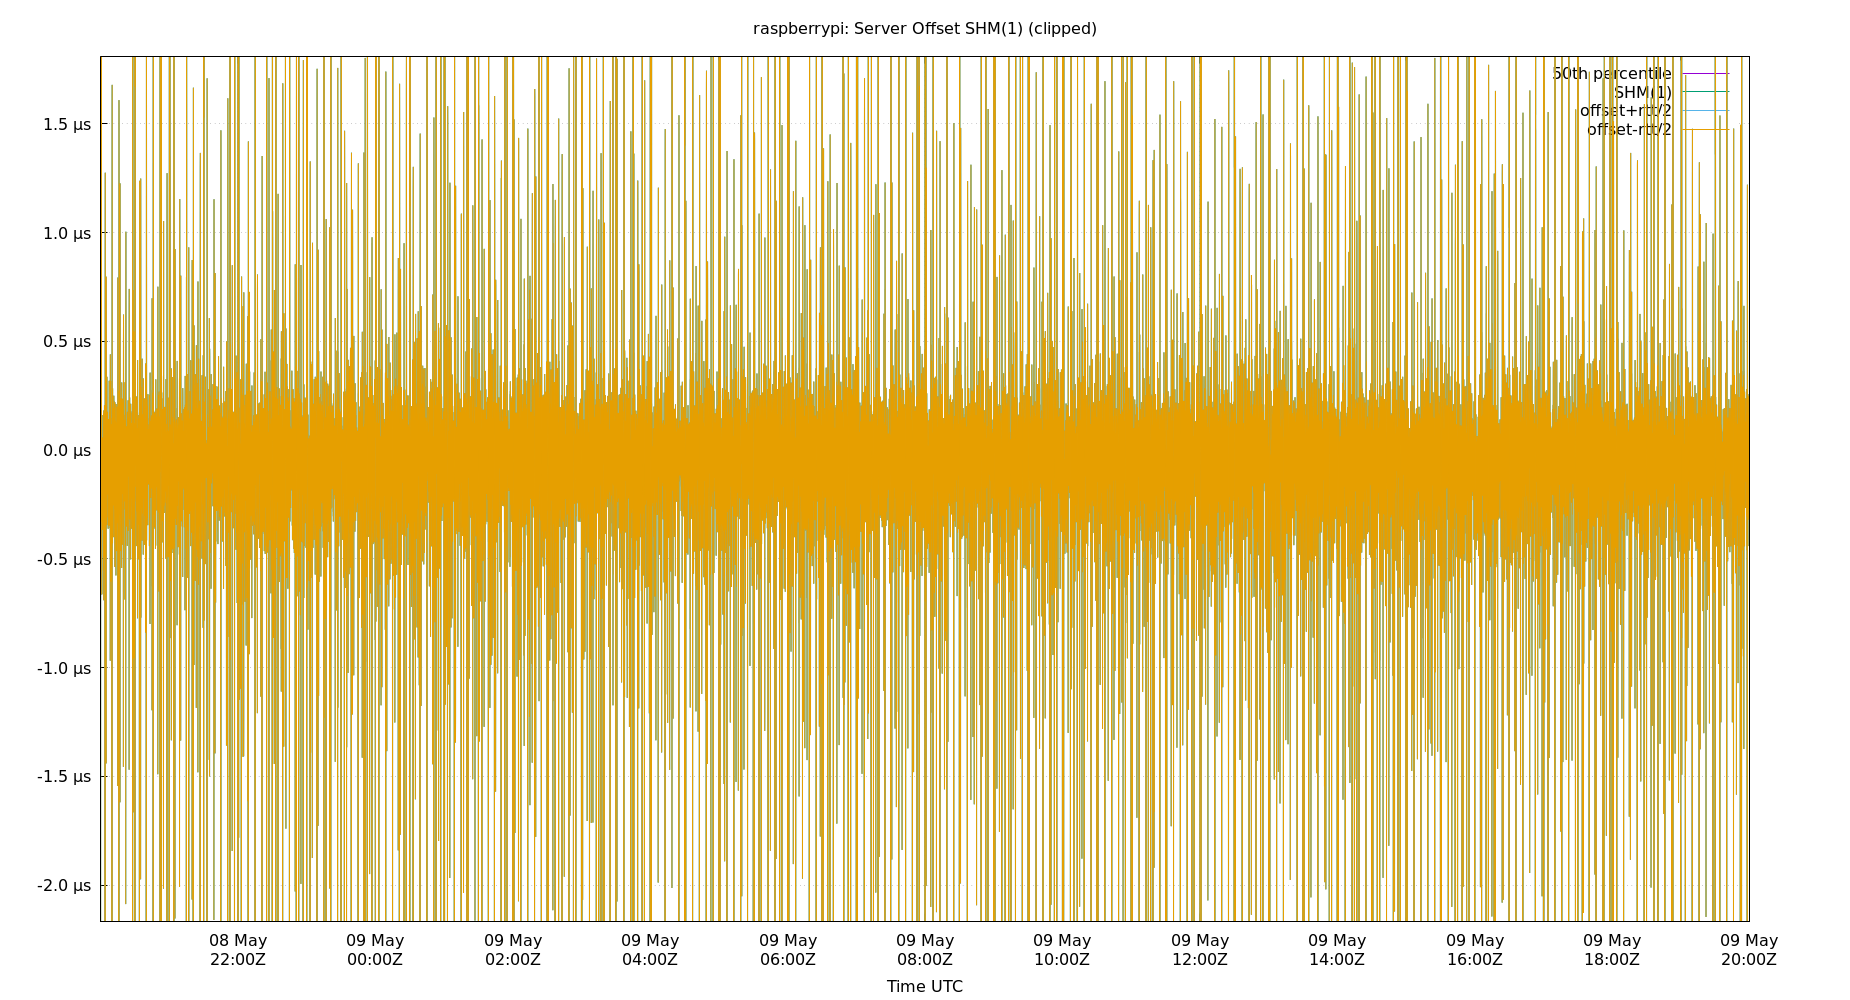 raspberrypi: Server Offset SHM(1) (clipped)
50th percentile
SHM(1)
offset+rtt/2
offset-rtt/2
1.5 µs
1.0 µs
0.5 µs
0.0 µs
-0.5 µs
-1.0 µs
-1.5 µs
-2.0 µs
08 May 09 May 09 May 09 May 09 May 09 May 09 May 09 May 09 May 09 May 09 May 09 May
22:00Z 00:00Z 02:00Z 04:00Z 06:00Z 08:00Z 10:00Z 12:00Z 14:00Z 16:00Z 18:00Z 20:00Z
Time UTC